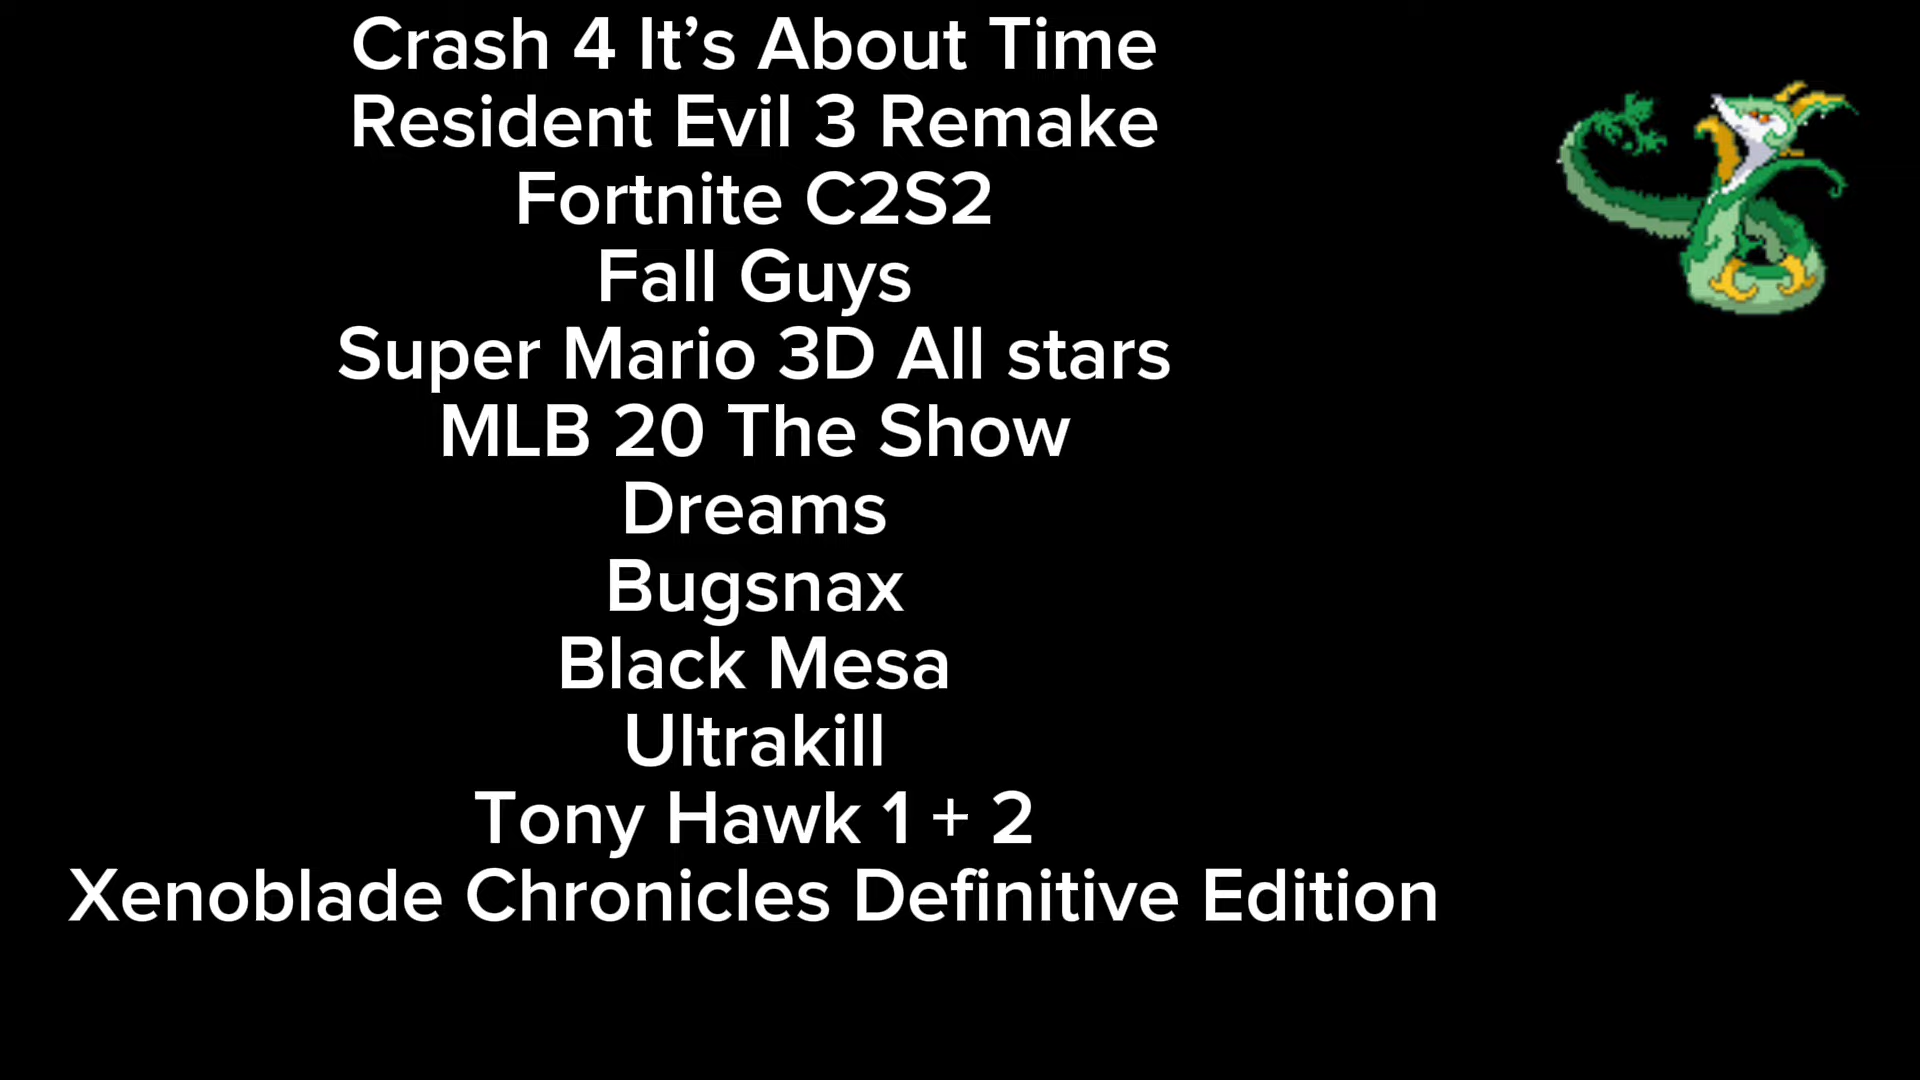 Crash 4 It’s About Time
Resident Evil 3 Remake
Fortnite C2S2
Fall Guys
Super Mario 3D All stars
MLB 20 The Show
Dreams
Bugsnax
Black Mesa
Ultrakill
Tony Hawk 1 + 2
Xenoblade Chronicles Definitive Edition